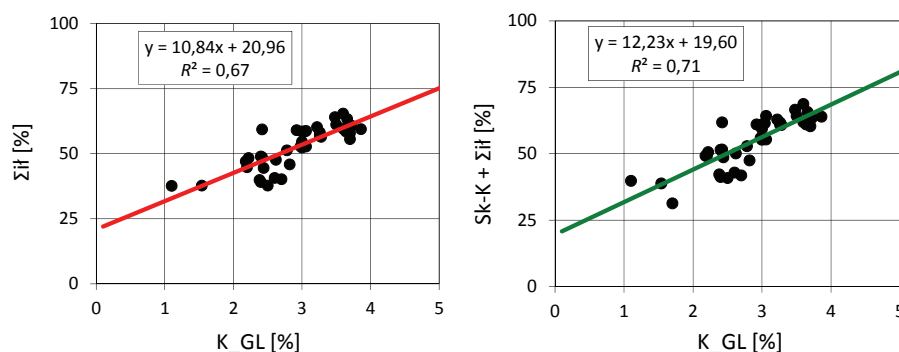 100
75
50
25
0
Σił [%]
y = 10,84x + 20,96
R² = 0,67
0 1 2 3 4 5
K_GL [%]
100
75
50
25
0
Sk-K + Σił [%]
y = 12,23x + 19,60
R² = 0,71
0 1 2 3 4 5
K_GL [%]